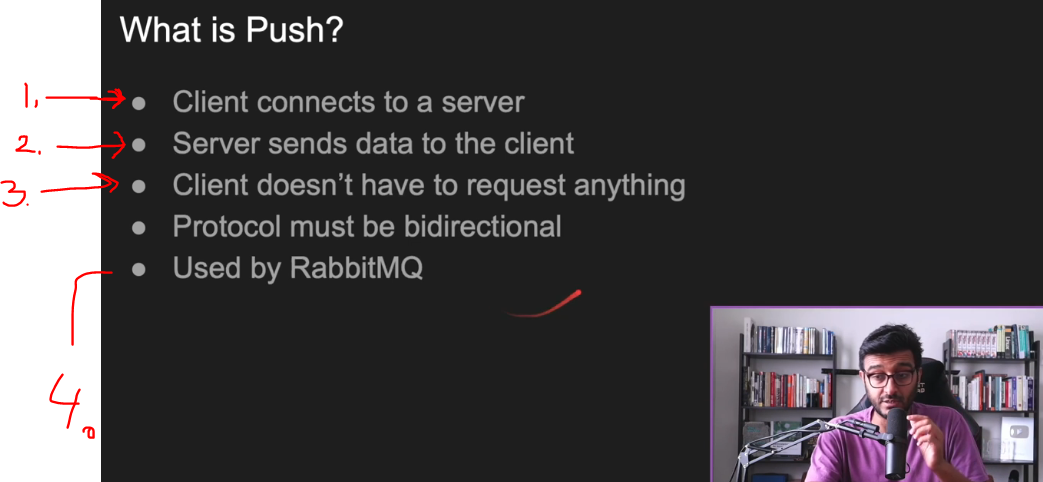 What is Push?
1. ● Client connects to a server
2. ● Server sends data to the client
3. ● Client doesn't have to request anything
● Protocol must be bidirectional
● Used by RabbitMQ
4.